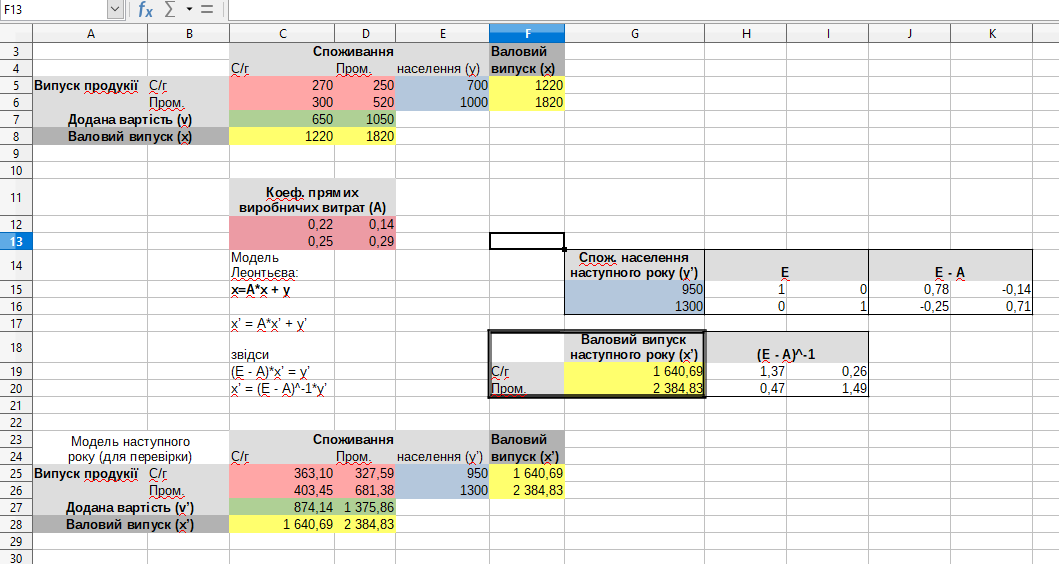 F13
fx Σ =
A B C D E F G H I J K
3 Споживання Валовий
4 С/г Пром. населення (y) випуск (x)
5 Випуск продукії С/г 270 250 700 1220
6 Пром. 300 520 1000 1820
7 Додана вартість (v) 650 1050
8 Валовий випуск (x) 1220 1820
9
10
11 Коеф. прямих
виробничих витрат (A)
12 0,22 0,14
13 0,25 0,29
14 Модель Спож. населення
Леонтьєва: наступного року (y’) E E - A
15 x=A*x + y 950 1 0 0,78 -0,14
16 1300 0 1 -0,25 0,71
17 x’ = A*x’ + y’
18 Валовий випуск
звідси наступного року (x’) (E - A)^-1
19 (E - A)*x’ = y’ С/г 1 640,69 1,37 0,26
20 x’ = (E - A)^-1*y’ Пром. 2 384,83 0,47 1,49
21
22
23 Модель наступного Споживання Валовий
24 року (для перевірки) С/г Пром. населення (y’) випуск (x’)
25 Випуск продукії С/г 363,10 327,59 950 1 640,69
26 Пром. 403,45 681,38 1300 2 384,83
27 Додана вартість (v’) 874,14 1 375,86
28 Валовий випуск (x’) 1 640,69 2 384,83
29
30